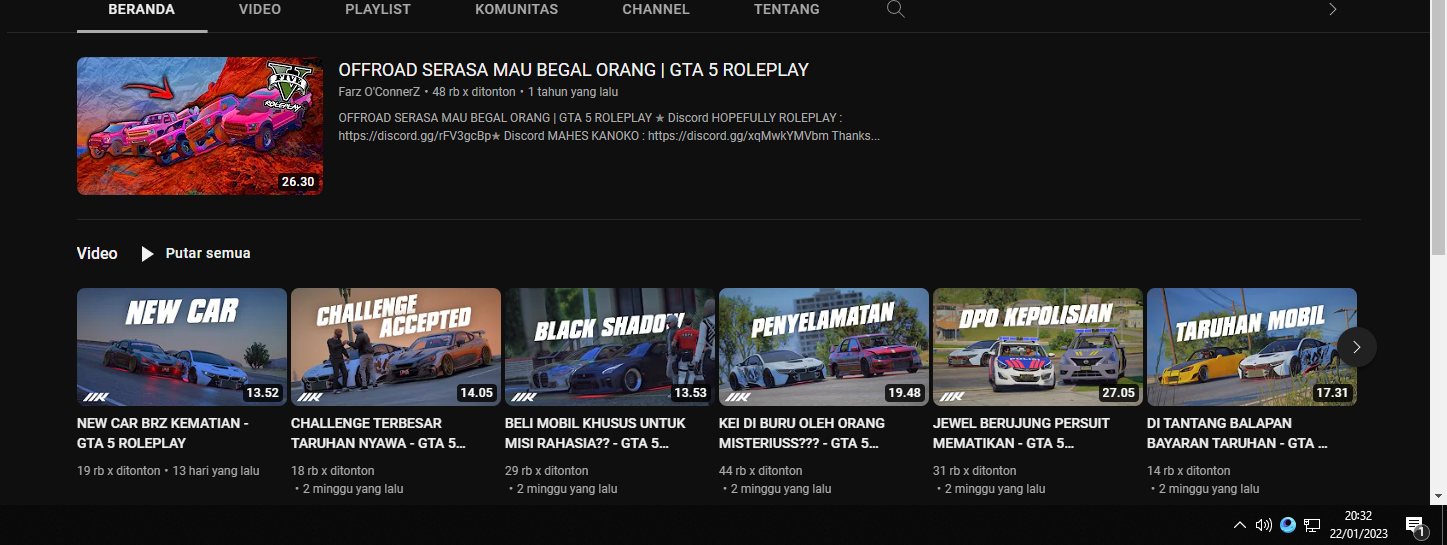 BERANDA VIDEO PLAYLIST KOMUNITAS CHANNEL TENTANG
FIVE
V
ROLEPLAY
26.30
OFFROAD SERASA MAU BEGAL ORANG | GTA 5 ROLEPLAY
Farz O'ConnerZ • 48 rb x ditonton • 1 tahun yang lalu
OFFROAD SERASA MAU BEGAL ORANG | GTA 5 ROLEPLAY ★ Discord HOPEFULLY ROLEPLAY :
https://discord.gg/rFV3gcBp★ Discord MAHES KANOKO : https://discord.gg/xqMwkYMVbm Thanks...
Video Putar semua
NEW CAR
13.52
NEW CAR BRZ KEMATIAN -
GTA 5 ROLEPLAY
19 rb x ditonton • 13 hari yang lalu
CHALLENGE
ACCEPTED
14.05
CHALLENGE TERBESAR
TARUHAN NYAWA - GTA 5...
18 rb x ditonton
• 2 minggu yang lalu
BLACK SHADOW
13.53
BELI MOBIL KHUSUS UNTUK
MISI RAHASIA?? - GTA 5...
29 rb x ditonton
• 2 minggu yang lalu
PENYELAMATAN
19.48
KEI DI BURU OLEH ORANG
MISTERIUSS??? - GTA 5...
44 rb x ditonton
• 2 minggu yang lalu
DPO KEPOLISIAN
27.05
JEWEL BERUJUNG PERSUIT
MEMATIKAN - GTA 5...
31 rb x ditonton
• 2 minggu yang lalu
TARUHAN MOBIL
17.31
DI TANTANG BALAPAN
BAYARAN TARUHAN - GTA ...
14 rb x ditonton
• 2 minggu yang lalu
20:32
22/01/2023
1